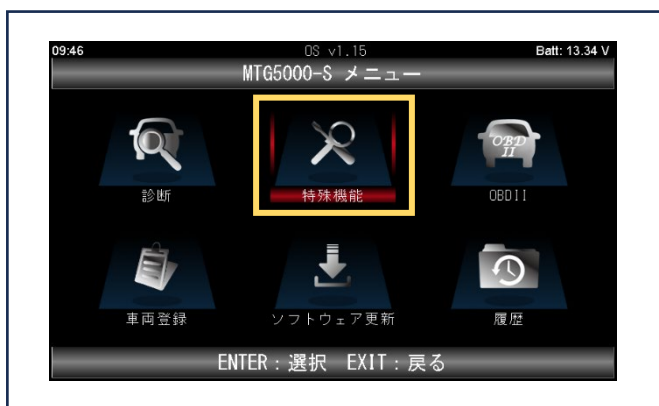 09:46 OS v1.15 Batt: 13.34 V
MTG5000-S メニュー
OBD
II
診断 特殊機能 OBDII
車両登録 ソフトウェア更新 履歴
ENTER：選択 EXIT：戻る